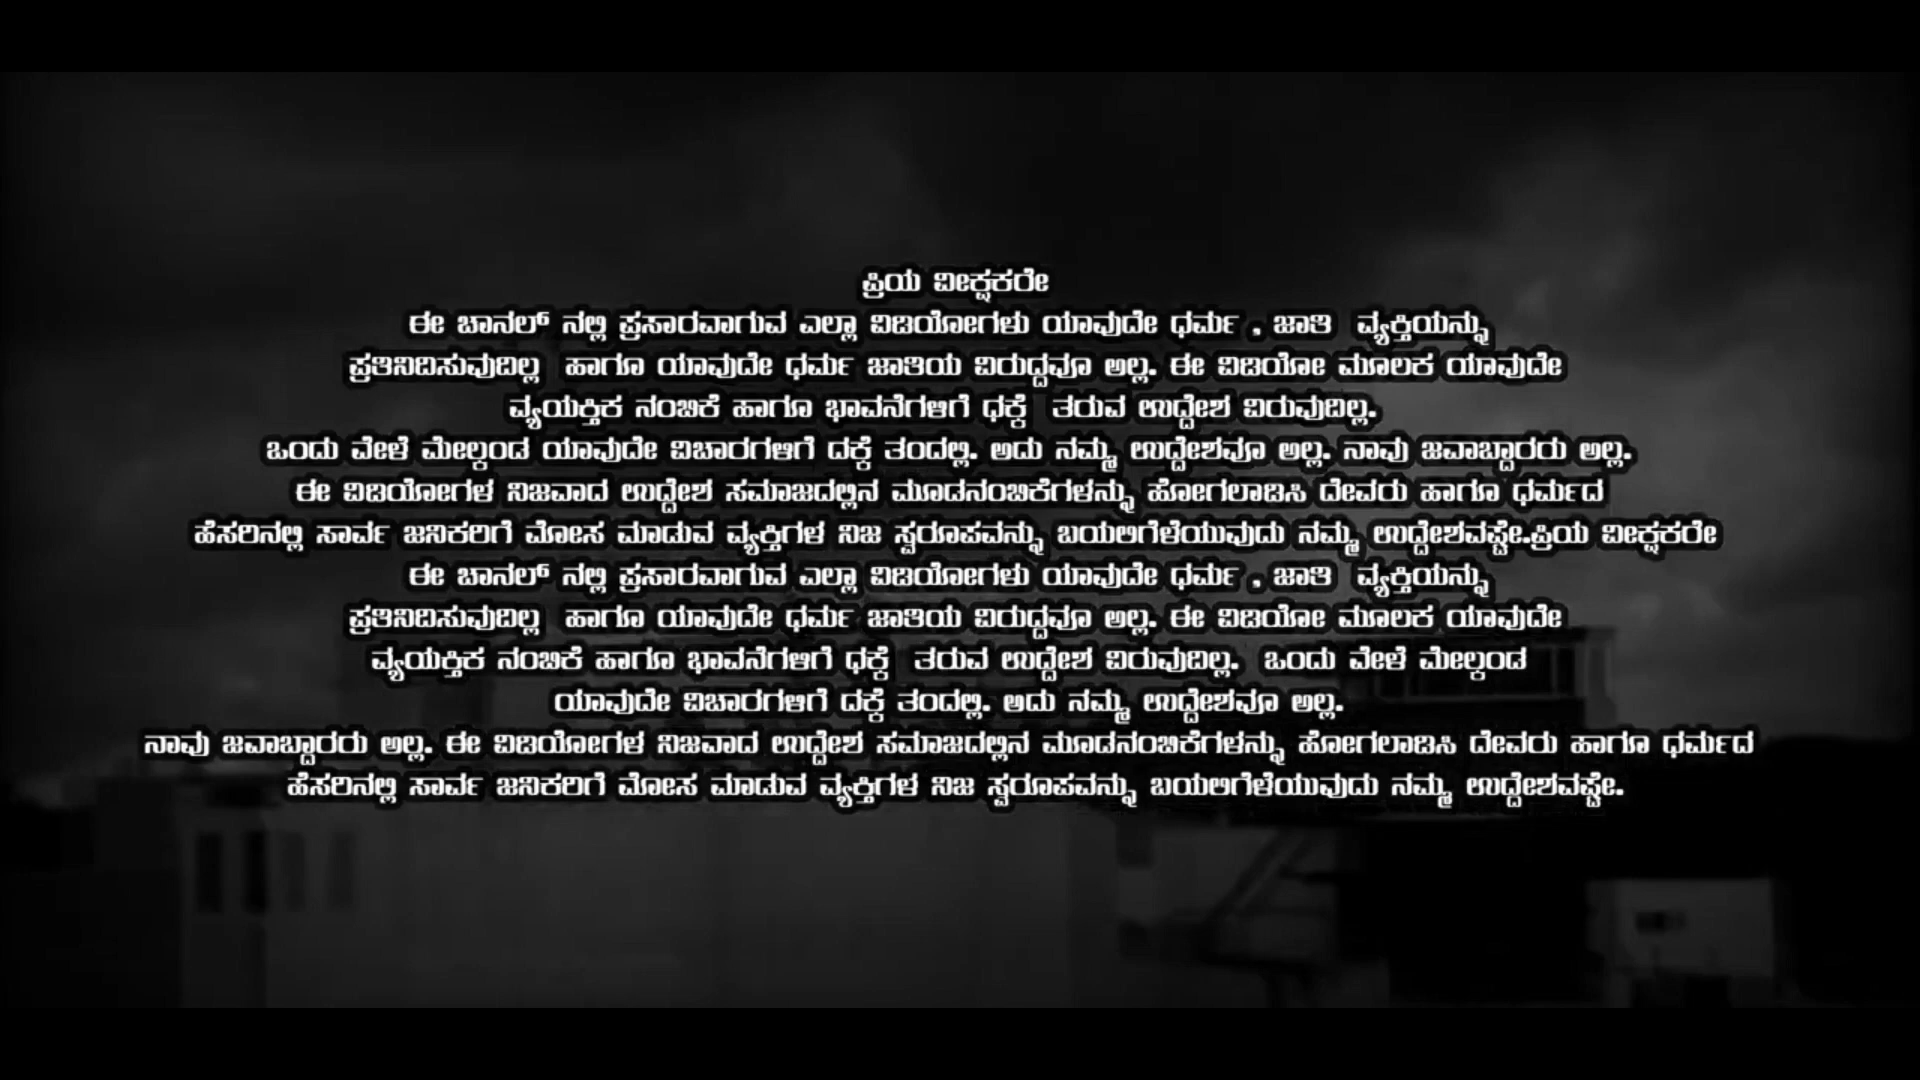 ಪ್ರಿಯ ವೀಕ್ಷಕರೇ
ಈ ಚಾನಲ್ ನಲ್ಲಿ ಪ್ರಸಾರವಾಗುವ ಎಲ್ಲಾ ವಿಡಿಯೋಗಳು ಯಾವುದೇ ಧರ್ಮ , ಜಾತಿ ವ್ಯಕ್ತಿಯನ್ನು
ಪ್ರತಿನಿದಿಸುವುದಿಲ್ಲ ಹಾಗೂ ಯಾವುದೇ ಧರ್ಮ ಜಾತಿಯ ವಿರುದ್ದವೂ ಅಲ್ಲ. ಈ ವಿಡಿಯೋ ಮೂಲಕ ಯಾವುದೇ
ವ್ಯಯಕ್ತಿಕ ನಂಬಿಕೆ ಹಾಗೂ ಭಾವನೆಗಳಿಗೆ ಧಕ್ಕೆ ತರುವ ಉದ್ದೇಶ ವಿರುವುದಿಲ್ಲ.
ಒಂದು ವೇಳೆ ಮೇಲ್ಕಂಡ ಯಾವುದೇ ವಿಚಾರಗಳಿಗೆ ದಕ್ಕೆ ತಂದಲ್ಲಿ. ಅದು ನಮ್ಮ ಉದ್ದೇಶವೂ ಅಲ್ಲ. ನಾವು ಜವಾಬ್ದಾರರು ಅಲ್ಲ.
ಈ ವಿಡಿಯೋಗಳ ನಿಜವಾದ ಉದ್ದೇಶ ಸಮಾಜದಲ್ಲಿನ ಮೂಡನಂಬಿಕೆಗಳನ್ನು ಹೋಗಲಾಡಿಸಿ ದೇವರು ಹಾಗೂ ಧರ್ಮದ
ಹೆಸರಿನಲ್ಲಿ ಸಾರ್ವ ಜನಿಕರಿಗೆ ಮೋಸ ಮಾಡುವ ವ್ಯಕ್ತಿಗಳ ನಿಜ ಸ್ವರೂಪವನ್ನು ಬಯಲಿಗೆಳೆಯುವುದು ನಮ್ಮ ಉದ್ದೇಶವಷ್ಟೇ.ಪ್ರಿಯ ವೀಕ್ಷಕರೇ
ಈ ಚಾನಲ್ ನಲ್ಲಿ ಪ್ರಸಾರವಾಗುವ ಎಲ್ಲಾ ವಿಡಿಯೋಗಳು ಯಾವುದೇ ಧರ್ಮ , ಜಾತಿ ವ್ಯಕ್ತಿಯನ್ನು
ಪ್ರತಿನಿದಿಸುವುದಿಲ್ಲ ಹಾಗೂ ಯಾವುದೇ ಧರ್ಮ ಜಾತಿಯ ವಿರುದ್ದವೂ ಅಲ್ಲ. ಈ ವಿಡಿಯೋ ಮೂಲಕ ಯಾವುದೇ
ವ್ಯಯಕ್ತಿಕ ನಂಬಿಕೆ ಹಾಗೂ ಭಾವನೆಗಳಿಗೆ ಧಕ್ಕೆ ತರುವ ಉದ್ದೇಶ ವಿರುವುದಿಲ್ಲ. ಒಂದು ವೇಳೆ ಮೇಲ್ಕಂಡ
ಯಾವುದೇ ವಿಚಾರಗಳಿಗೆ ದಕ್ಕೆ ತಂದಲ್ಲಿ. ಅದು ನಮ್ಮ ಉದ್ದೇಶವೂ ಅಲ್ಲ.
ನಾವು ಜವಾಬ್ದಾರರು ಅಲ್ಲ. ಈ ವಿಡಿಯೋಗಳ ನಿಜವಾದ ಉದ್ದೇಶ ಸಮಾಜದಲ್ಲಿನ ಮೂಡನಂಬಿಕೆಗಳನ್ನು ಹೋಗಲಾಡಿಸಿ ದೇವರು ಹಾಗೂ ಧರ್ಮದ
ಹೆಸರಿನಲ್ಲಿ ಸಾರ್ವ ಜನಿಕರಿಗೆ ಮೋಸ ಮಾಡುವ ವ್ಯಕ್ತಿಗಳ ನಿಜ ಸ್ವರೂಪವನ್ನು ಬಯಲಿಗೆಳೆಯುವುದು ನಮ್ಮ ಉದ್ದೇಶವಷ್ಟೇ.